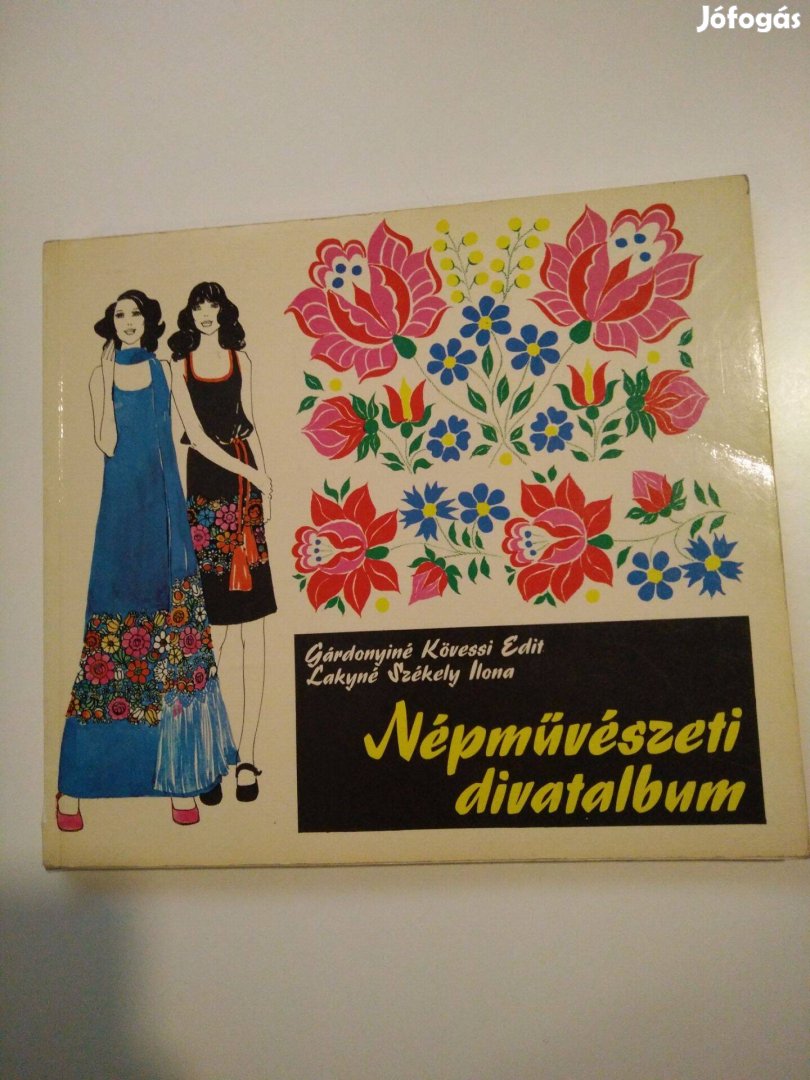 Jófogás
Gárdonyiné Kövessi Edit
Lakyné Székely Ilona
Népművészeti
divatalbum